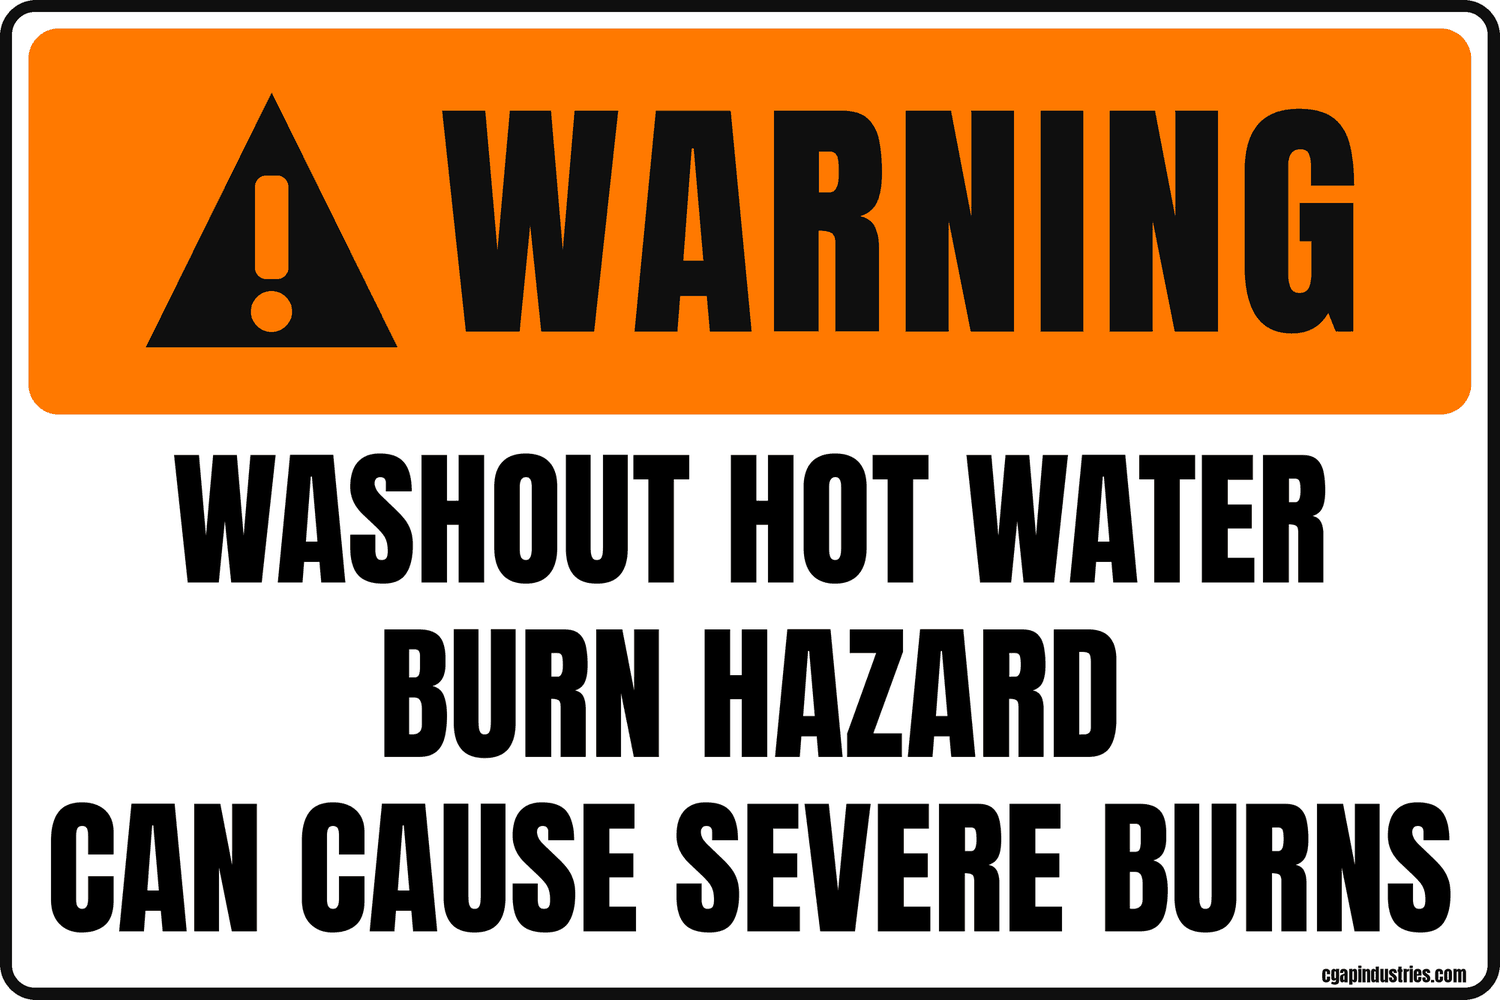 WARNING
WASHOUT HOT WATER
BURN HAZARD
CAN CAUSE SEVERE BURNS
cgapindustries.com